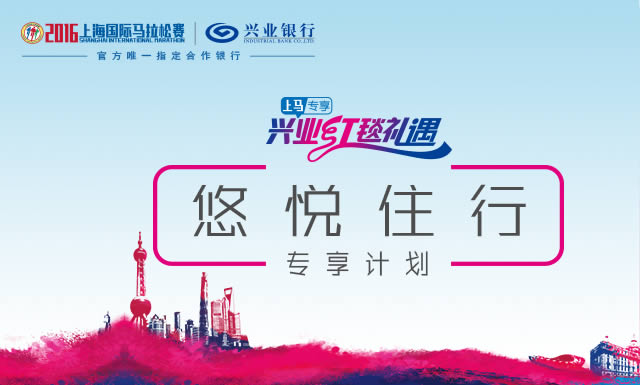 2016上海国际马拉松赛
SHANGHAI INTERNATIONAL MARATHON
兴业银行
INDUSTRIAL BANK CO.,LTD.
官方唯一指定合作银行
上马专享
兴业红毯礼遇
悠悦住行
专享计划